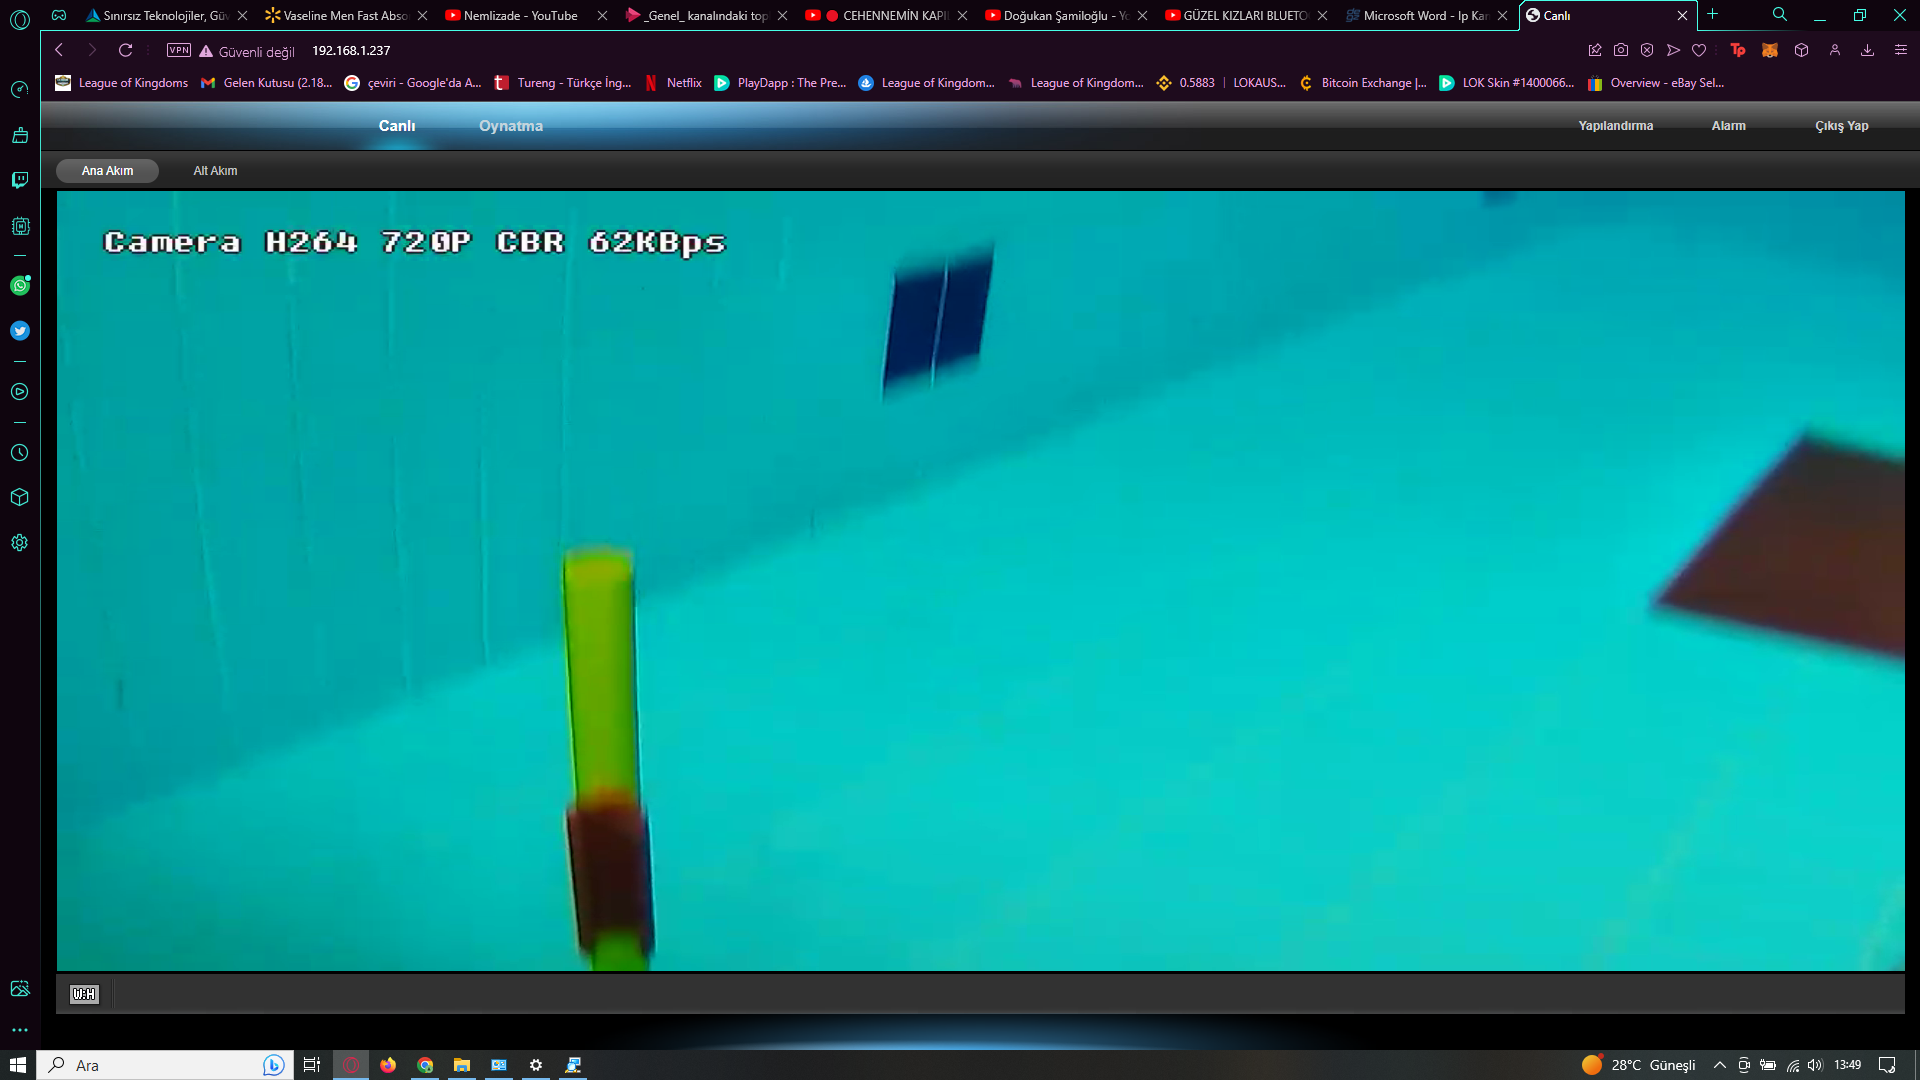 Sınırsız Teknolojiler, Güv
Vaseline Men Fast Abso
Nemlizade - YouTube
_Genel_ kanalındaki top
CEHENNEMİN KAPI
Doğukan Şamiloğlu - Yo
GÜZEL KIZLARI BLUETO
Microsoft Word - Ip Kam
Canlı
VPN
Güvenli değil
192.168.1.237
League of Kingdoms
Gelen Kutusu (2.18...
çeviri - Google'da A...
Tureng - Türkçe İng...
Netflix
PlayDapp : The Pre...
League of Kingdom...
League of Kingdom...
0.5883 | LOKAUS...
Bitcoin Exchange |...
LOK Skin #1400066...
Overview - eBay Sel...
Canlı
Oynatma
Yapılandırma
Alarm
Çıkış Yap
Ana Akım
Alt Akım
Camera H264 720P CBR 62KBps
W:H
Ara
28°C Güneşli
13:49